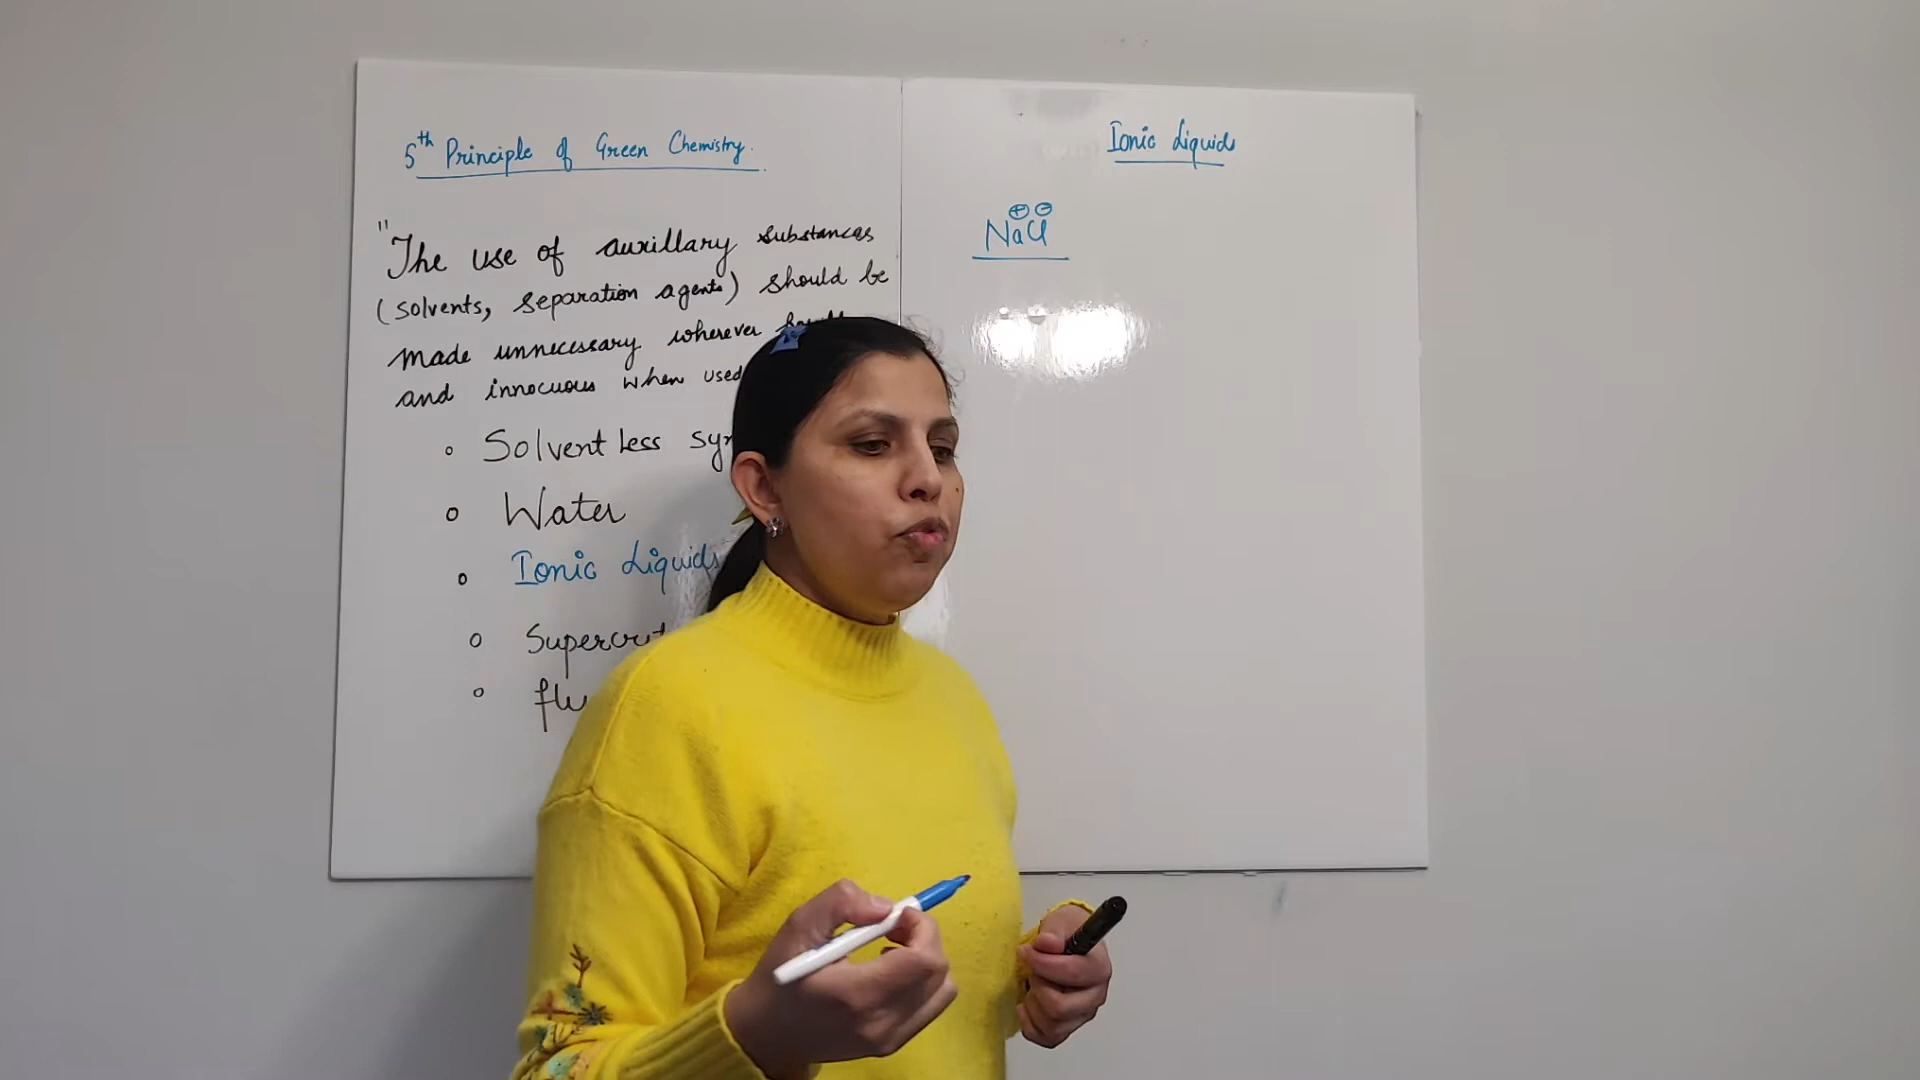 5th Principle of Green Chemistry.
"The use of auxillary substances
(solvents, separation agents) should be
made unnecessary wherever
and innocuous when used
o Solvent less
o Water
o Ionic Liquids
o
o
Ionic Liquids
⊕ ⊖
NaCl